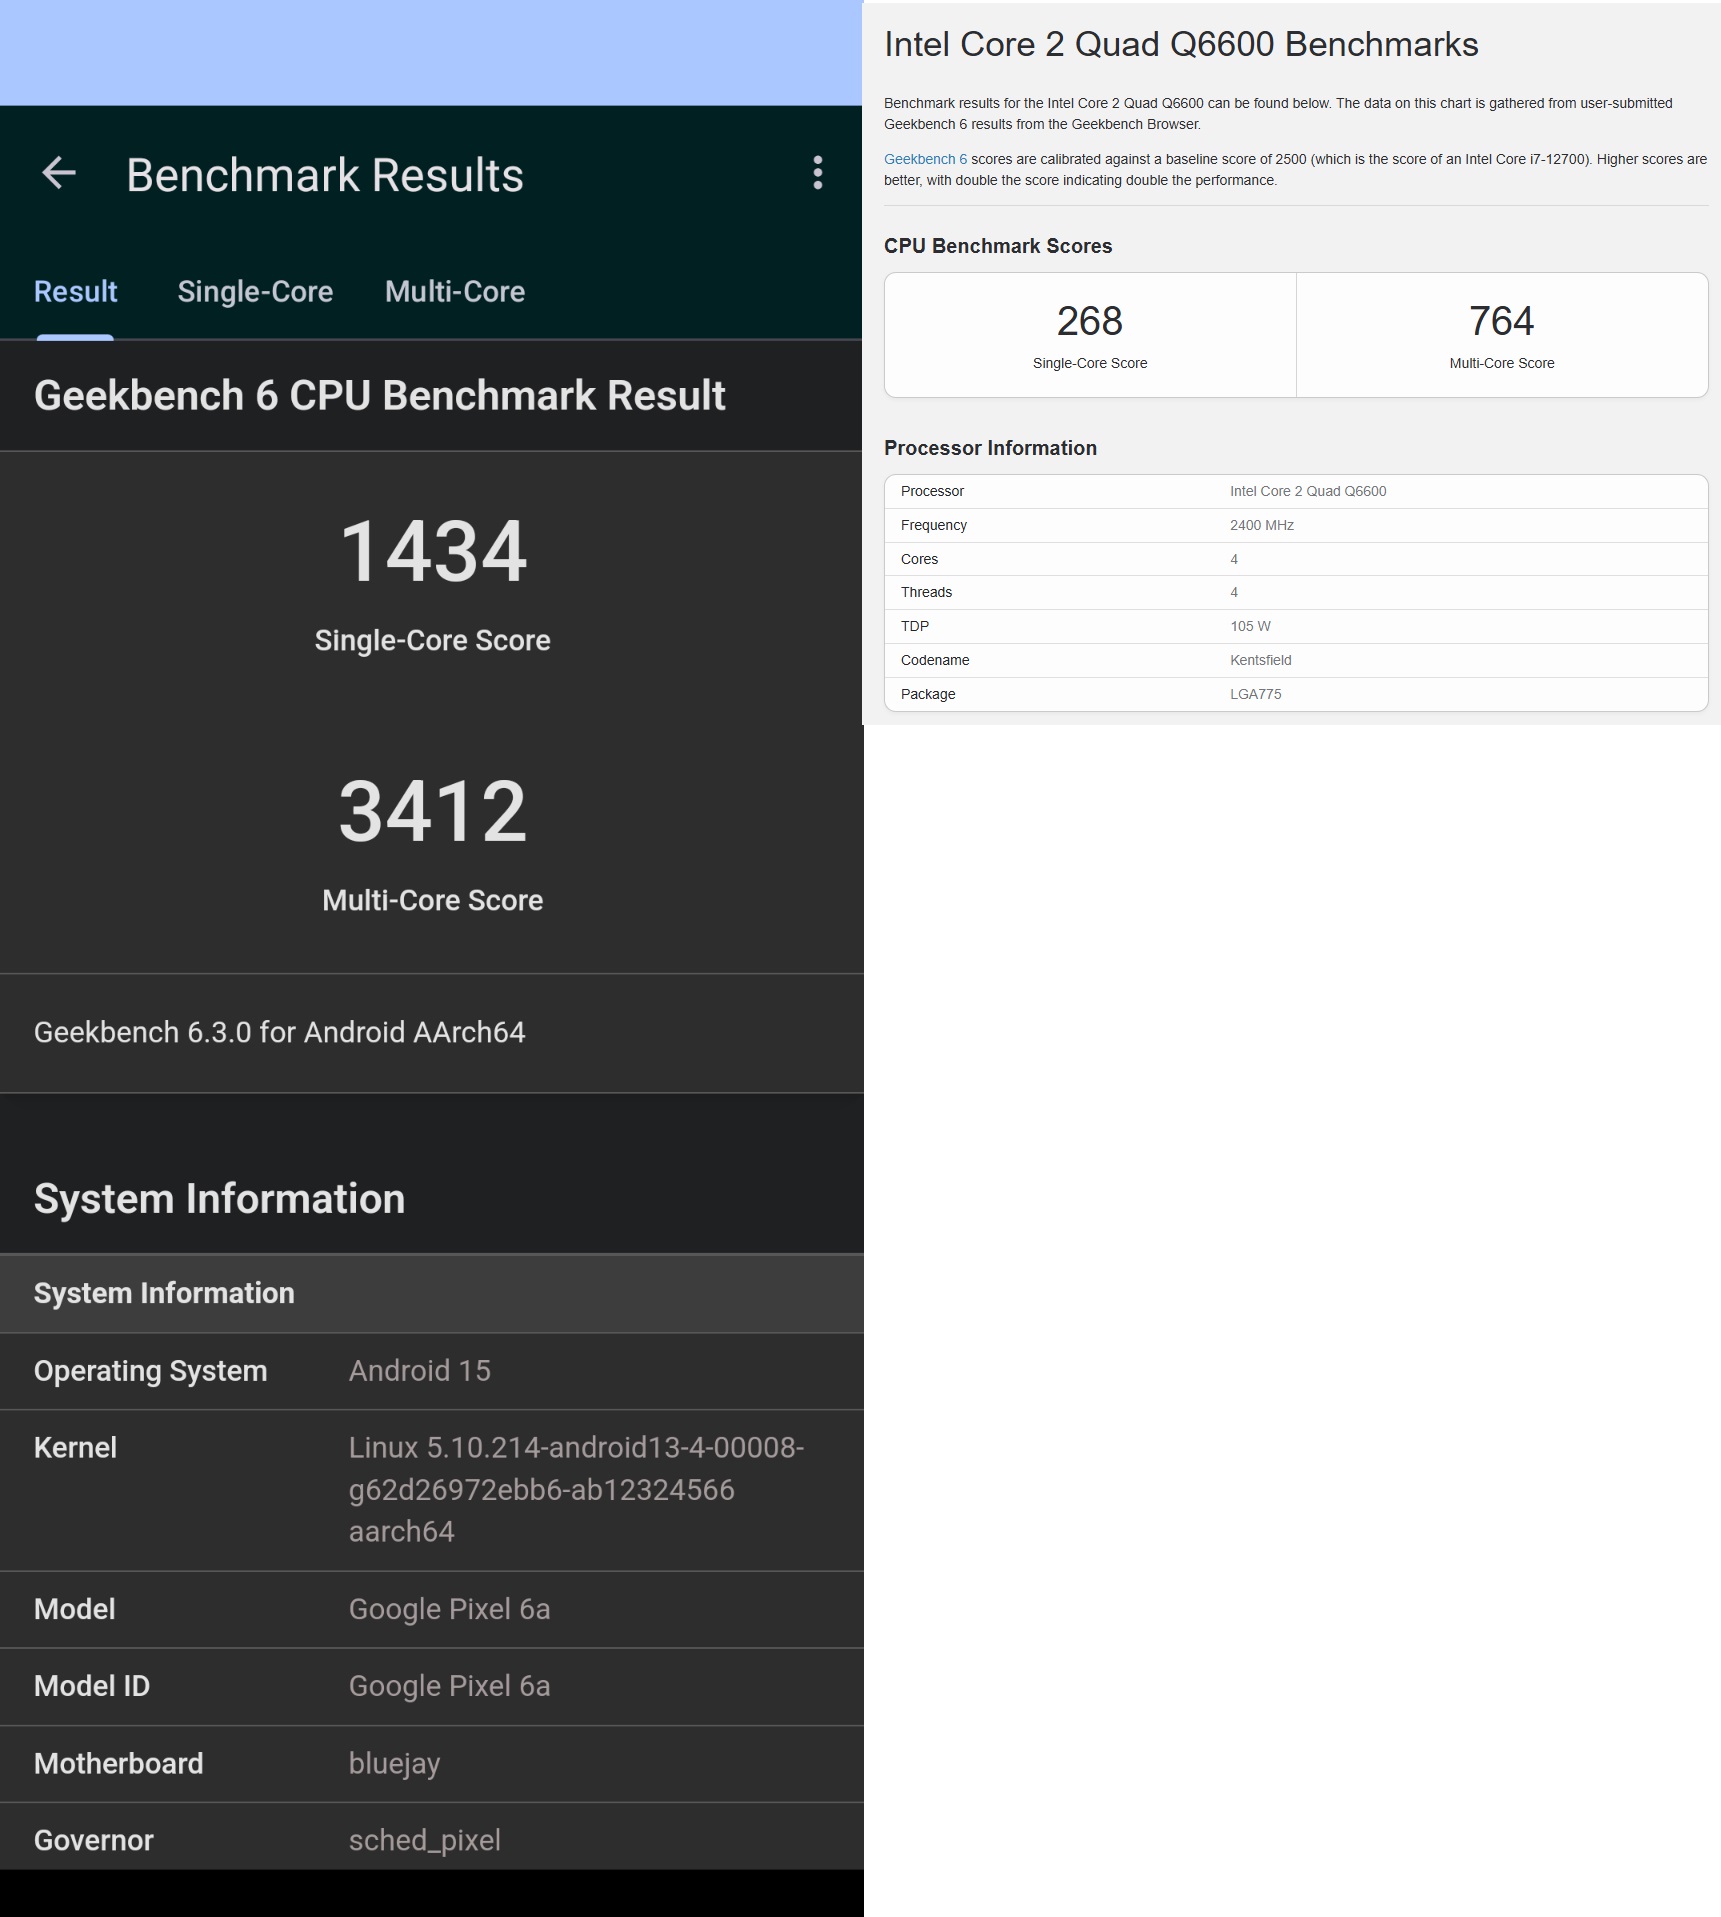 Benchmark Results
Result Single-Core Multi-Core
Geekbench 6 CPU Benchmark Result
1434
Single-Core Score
3412
Multi-Core Score
Geekbench 6.3.0 for Android AArch64
System Information
System Information
Operating System Android 15
Kernel Linux 5.10.214-android13-4-00008-
g62d26972ebb6-ab12324566
aarch64
Model Google Pixel 6a
Model ID Google Pixel 6a
Motherboard bluejay
Governor sched_pixel
Intel Core 2 Quad Q6600 Benchmarks
Benchmark results for the Intel Core 2 Quad Q6600 can be found below. The data on this chart is gathered from user-submitted
Geekbench 6 results from the Geekbench Browser.
Geekbench 6 scores are calibrated against a baseline score of 2500 (which is the score of an Intel Core i7-12700). Higher scores are
better, with double the score indicating double the performance.
CPU Benchmark Scores
268 764
Single-Core Score Multi-Core Score
Processor Information
Processor Intel Core 2 Quad Q6600
Frequency 2400 MHz
Cores 4
Threads 4
TDP 105 W
Codename Kentsfield
Package LGA775